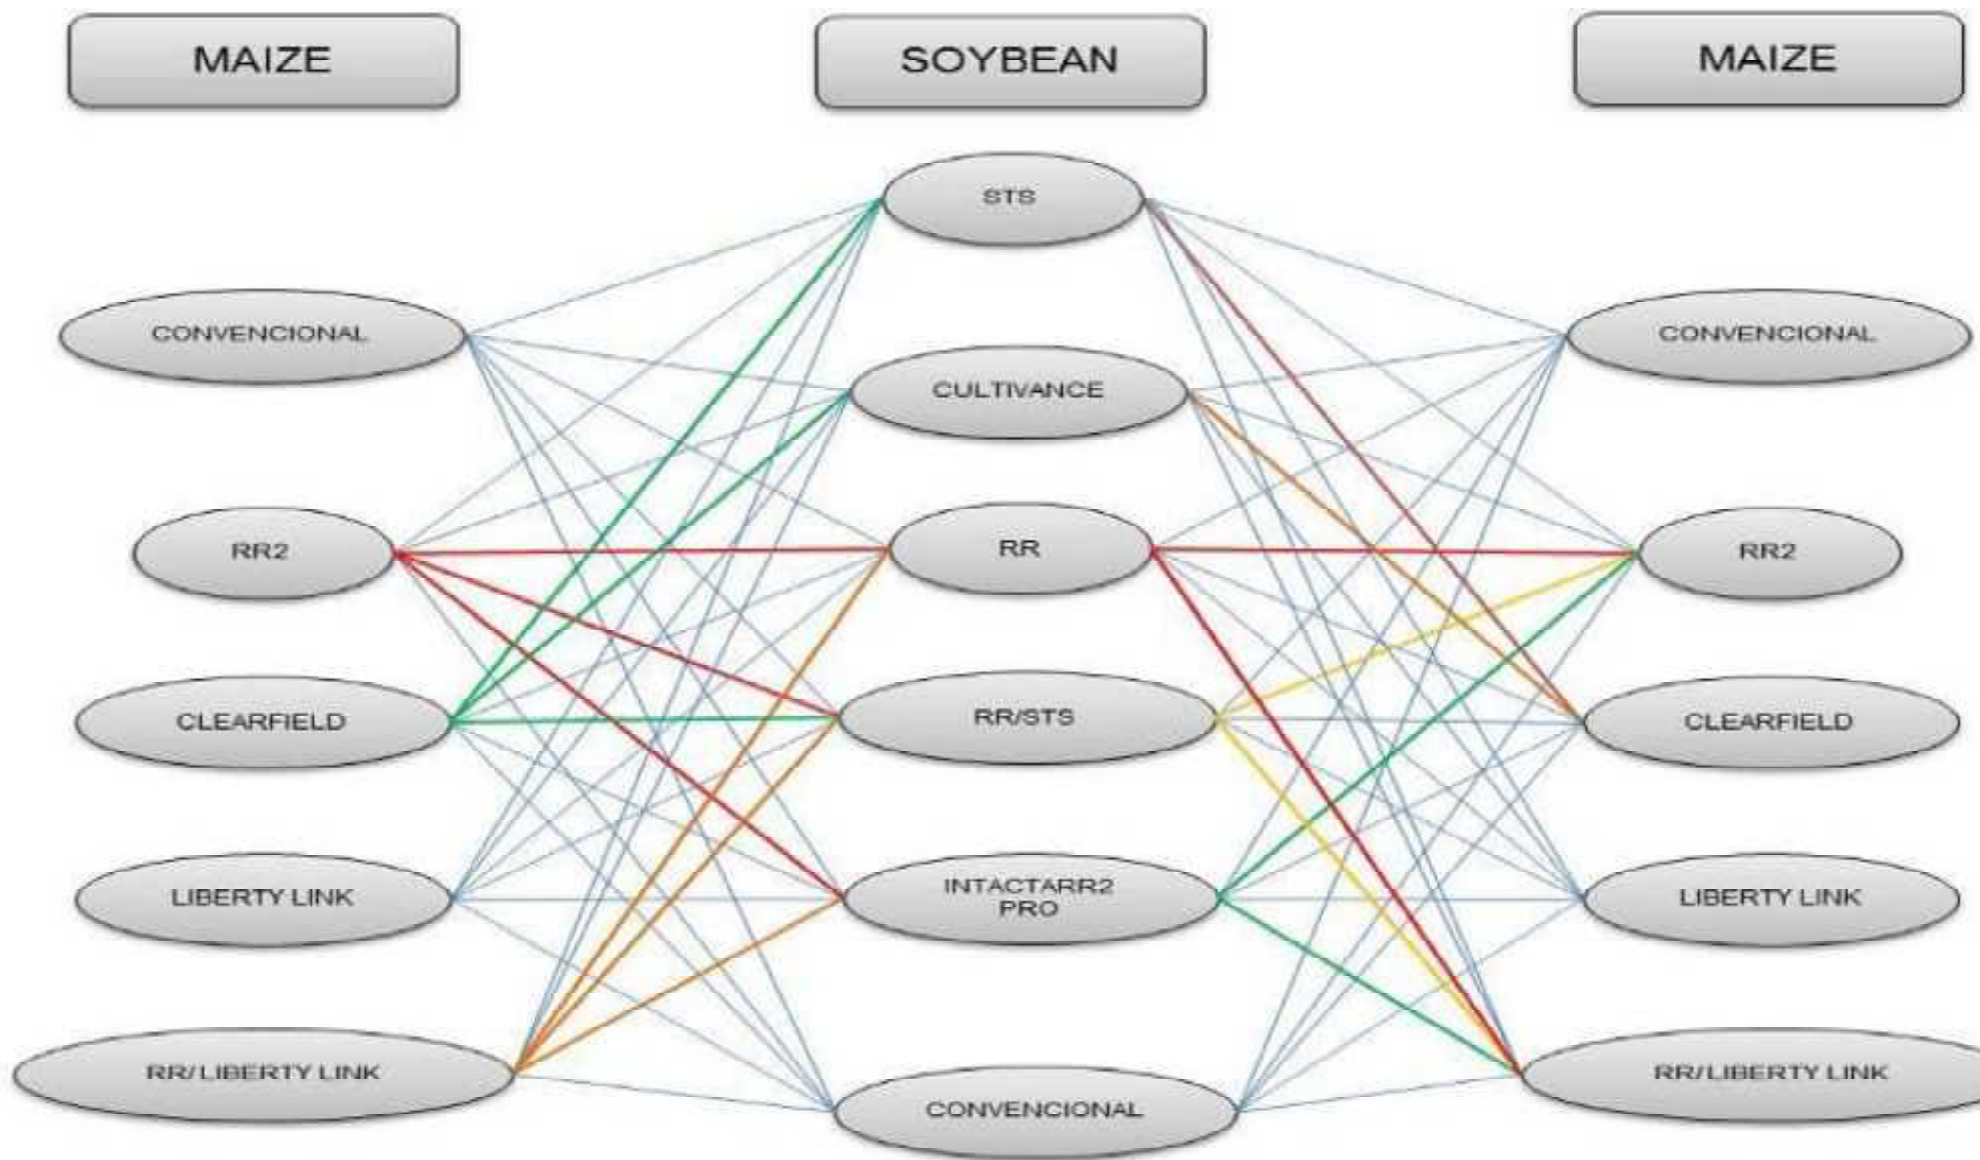 MAIZE
SOYBEAN
MAIZE
STS
CONVENCIONAL
CULTIVANCE
CONVENCIONAL
RR2
RR
RR2
CLEARFIELD
RR/STS
CLEARFIELD
LIBERTY LINK
INTACTARR2
PRO
LIBERTY LINK
RR/LIBERTY LINK
CONVENCIONAL
RR/LIBERTY LINK